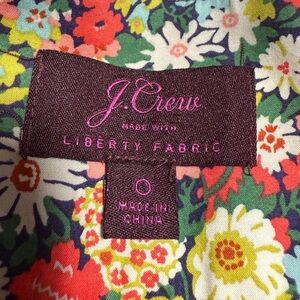 J.Crew
MADE WITH
LIBERTY FABRIC
0
MADE IN
CHINA